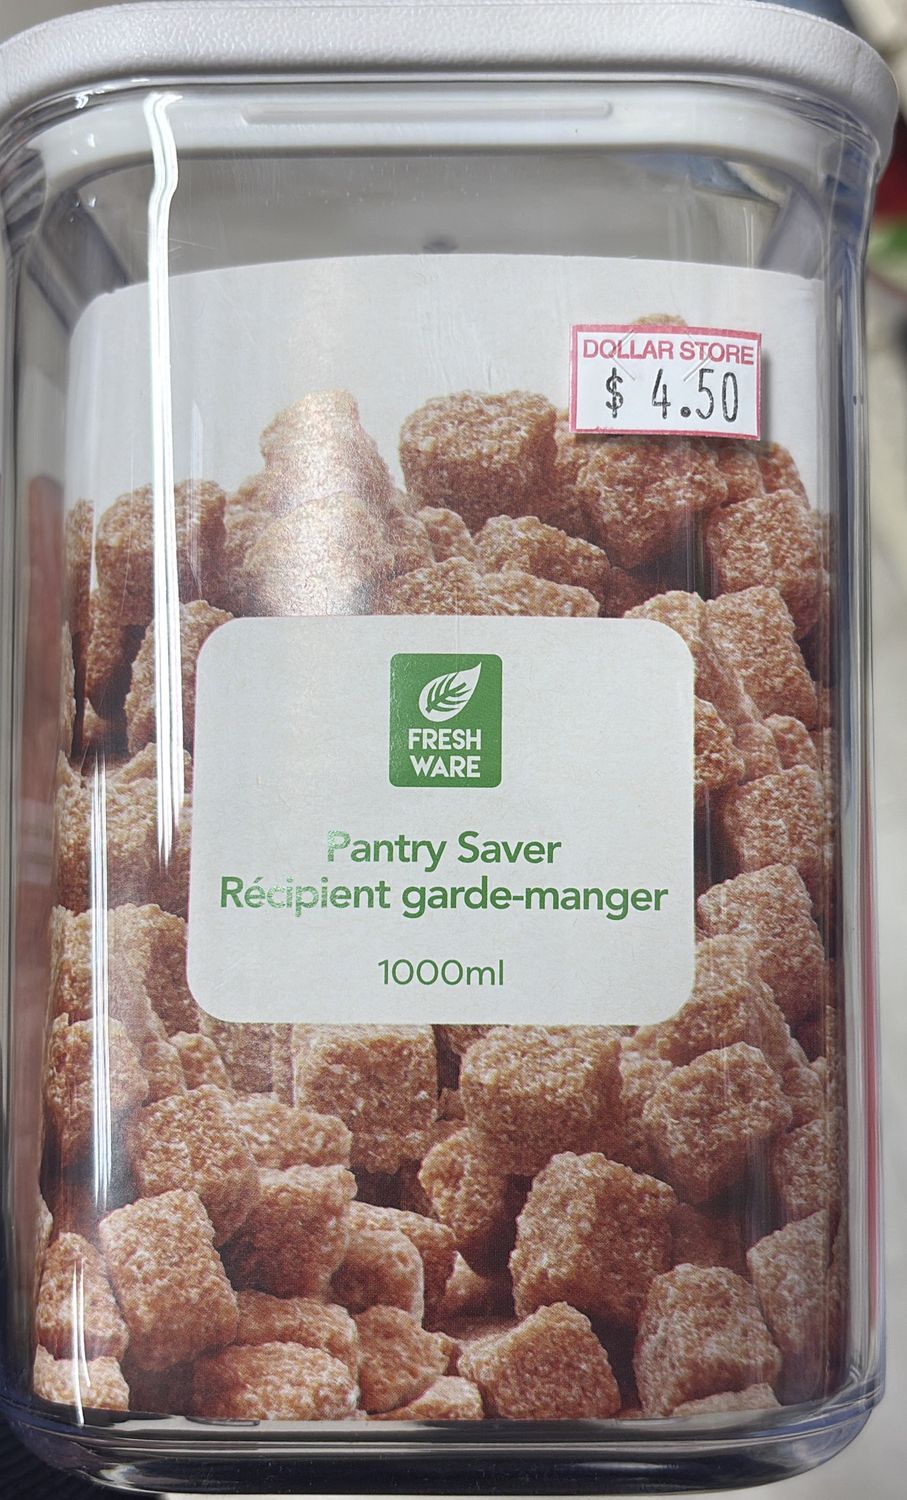 DOLLAR STORE
$ 4.50
FRESH
WARE
Pantry Saver
Récipient garde-manger
1000ml